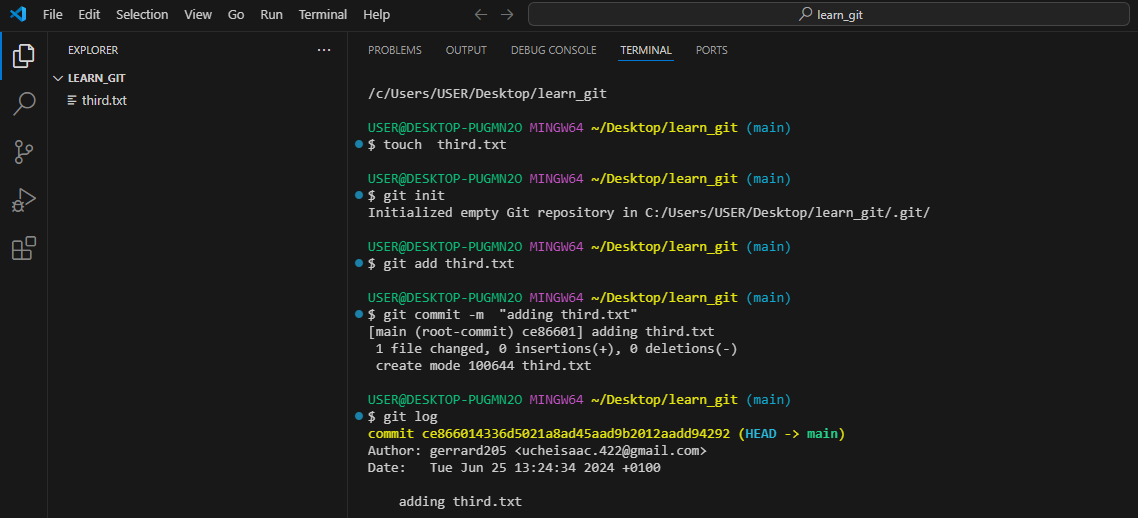 File Edit Selection View Go Run Terminal Help
learn_git
EXPLORER ...
LEARN_GIT
third.txt
PROBLEMS OUTPUT DEBUG CONSOLE TERMINAL PORTS
/c/Users/USER/Desktop/learn_git
USER@DESKTOP-PUGMN2O MINGW64 ~/Desktop/learn_git (main)
$ touch  third.txt
USER@DESKTOP-PUGMN2O MINGW64 ~/Desktop/learn_git (main)
$ git init
Initialized empty Git repository in C:/Users/USER/Desktop/learn_git/.git/
USER@DESKTOP-PUGMN2O MINGW64 ~/Desktop/learn_git (main)
$ git add third.txt
USER@DESKTOP-PUGMN2O MINGW64 ~/Desktop/learn_git (main)
$ git commit -m  "adding third.txt"
[main (root-commit) ce86601] adding third.txt
 1 file changed, 0 insertions(+), 0 deletions(-)
 create mode 100644 third.txt
USER@DESKTOP-PUGMN2O MINGW64 ~/Desktop/learn_git (main)
$ git log
commit ce866014336d5021a8ad45aad9b2012aadd94292 (HEAD -> main)
Author: gerrard205 <ucheisaac.422@gmail.com>
Date:   Tue Jun 25 13:24:34 2024 +0100
    adding third.txt